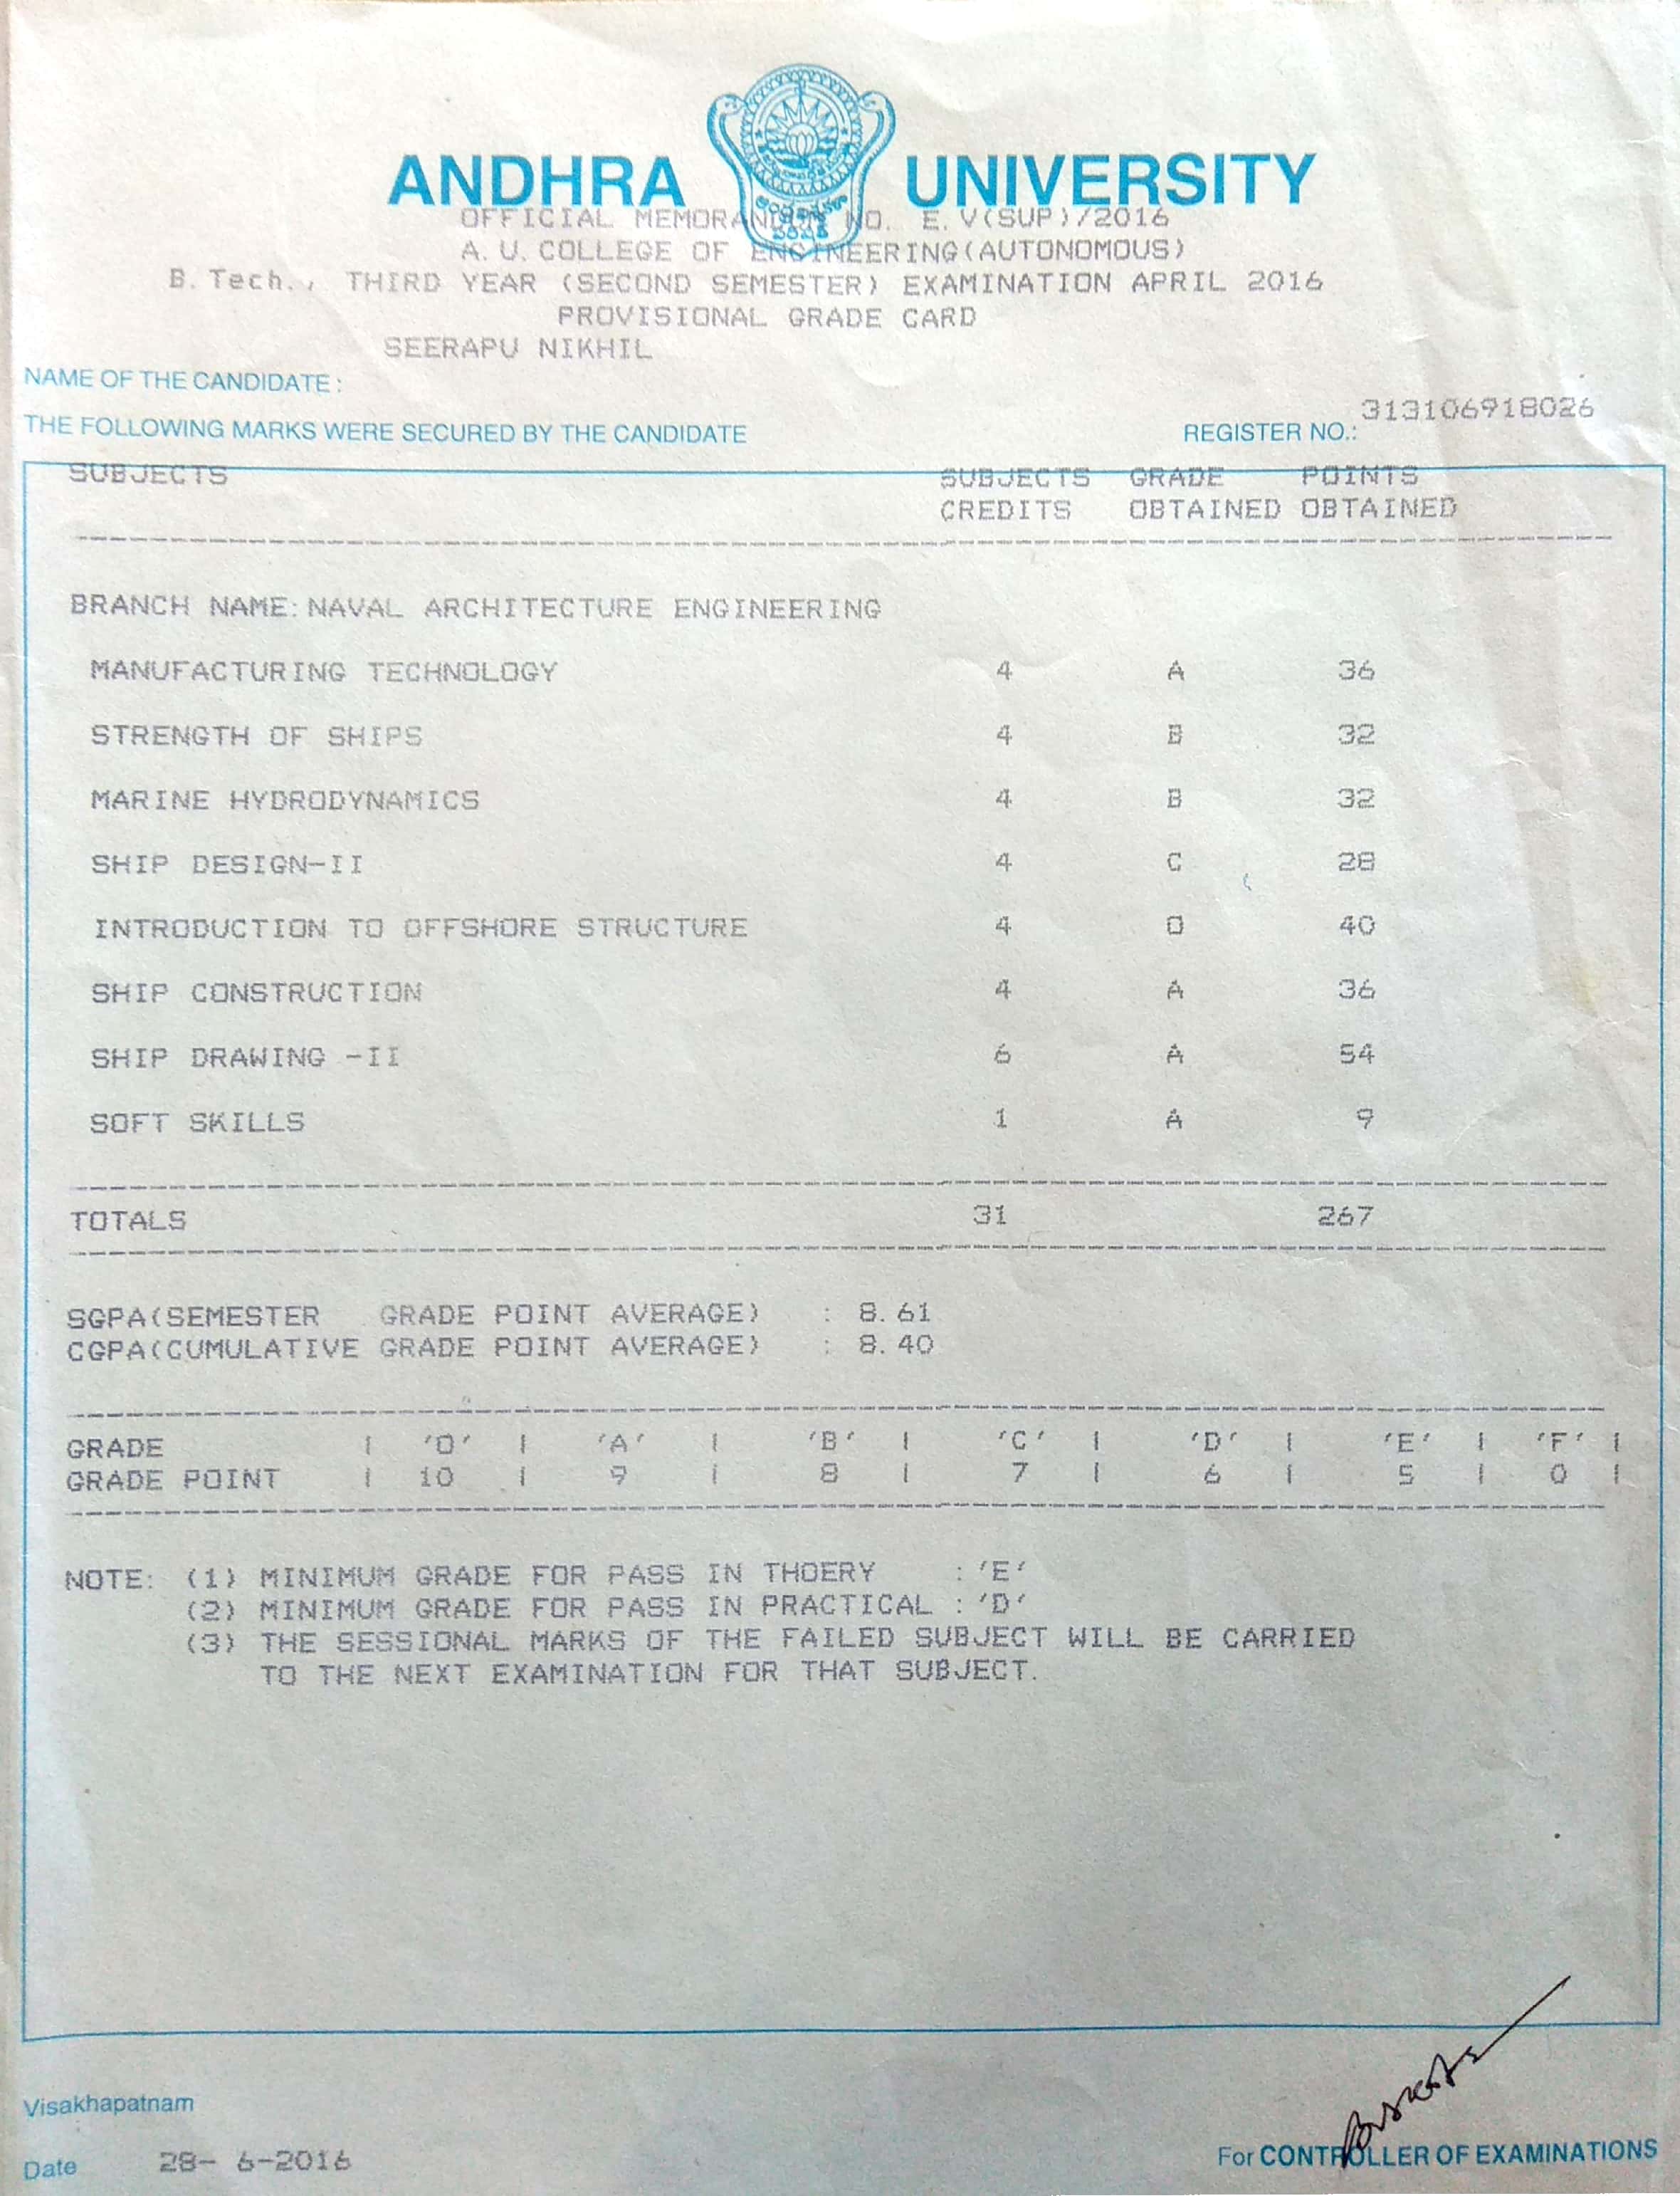 ANDHRA UNIVERSITY
OFFICIAL MEMORANDUM NO. E.V(SUP)/2016
A.U.COLLEGE OF ENGINEERING(AUTONOMOUS)
B.Tech., THIRD YEAR (SECOND SEMESTER) EXAMINATION APRIL 2016
PROVISIONAL GRADE CARD
SEERAPU NIKHIL
NAME OF THE CANDIDATE :
313106918026
THE FOLLOWING MARKS WERE SECURED BY THE CANDIDATE REGISTER NO.:
SUBJECTS SUBJECTS GRADE POINTS
CREDITS OBTAINED OBTAINED
BRANCH NAME:NAVAL ARCHITECTURE ENGINEERING
MANUFACTURING TECHNOLOGY 4 A 36
STRENGTH OF SHIPS 4 B 32
MARINE HYDRODYNAMICS 4 B 32
SHIP DESIGN-II 4 C 28
INTRODUCTION TO OFFSHORE STRUCTURE 4 O 40
SHIP CONSTRUCTION 4 A 36
SHIP DRAWING -II 6 A 54
SOFT SKILLS 1 A 9
TOTALS 31 267
SGPA(SEMESTER GRADE POINT AVERAGE) : 8.61
CGPA(CUMULATIVE GRADE POINT AVERAGE) : 8.40
GRADE | 'O' | 'A' | 'B' | 'C' | 'D' | 'E' | 'F' |
GRADE POINT | 10 | 9 | 8 | 7 | 6 | 5 | 0 |
NOTE: (1) MINIMUM GRADE FOR PASS IN THOERY : 'E'
(2) MINIMUM GRADE FOR PASS IN PRACTICAL : 'D'
(3) THE SESSIONAL MARKS OF THE FAILED SUBJECT WILL BE CARRIED
TO THE NEXT EXAMINATION FOR THAT SUBJECT.
Visakhapatnam
Date 28- 6-2016
For CONTROLLER OF EXAMINATIONS